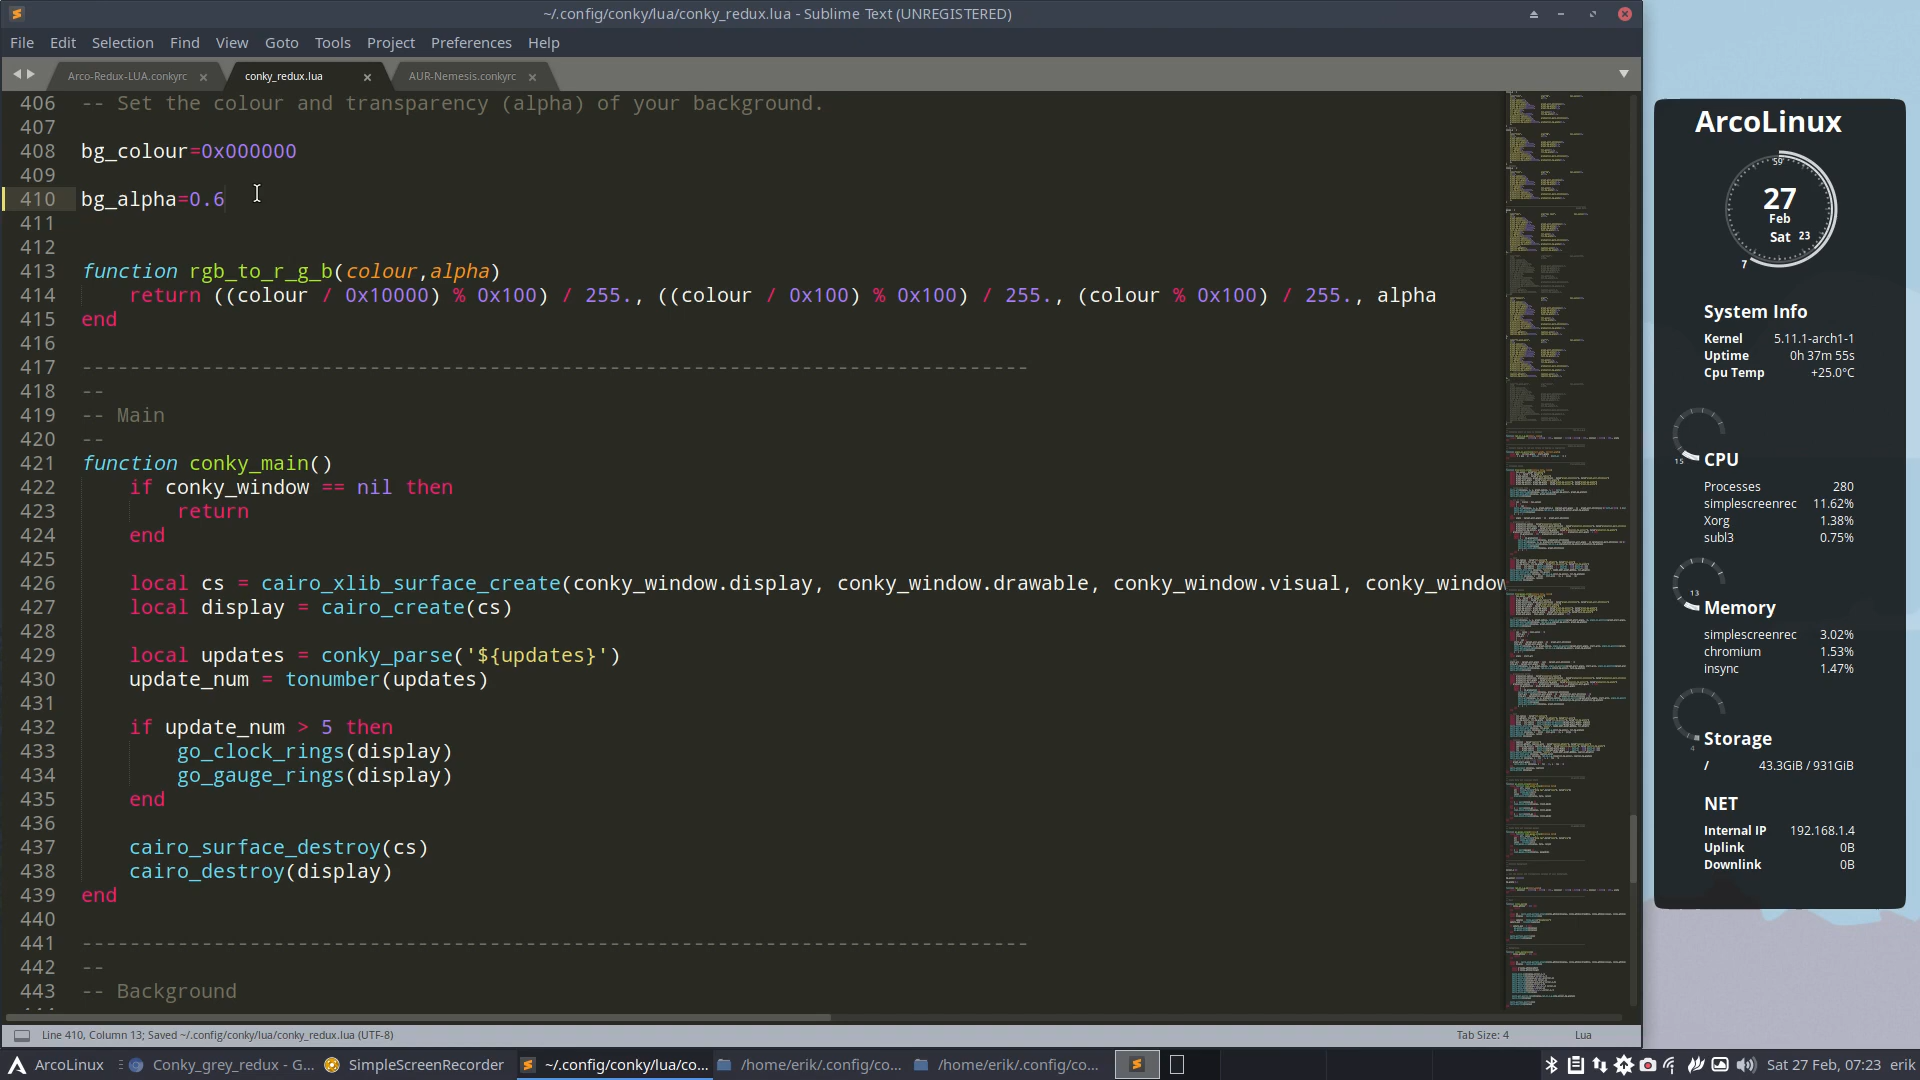 ~/.config/conky/lua/conky_redux.lua - Sublime Text (UNREGISTERED)
File Edit Selection Find View Goto Tools Project Preferences Help
Arco-Redux-LUA.conkyrc
conky_redux.lua
AUR-Nemesis.conkyrc
406 -- Set the colour and transparency (alpha) of your background.
407
408 bg_colour=0x000000
409
410 bg_alpha=0.6
411
412
413 function rgb_to_r_g_b(colour,alpha)
414 return ((colour / 0x10000) % 0x100) / 255., ((colour / 0x100) % 0x100) / 255., (colour % 0x100) / 255., alpha
415 end
416
417 -------------------------------------------------------------------------------
418 --
419 -- Main
420 --
421 function conky_main()
422 if conky_window == nil then
423 return
424 end
425
426 local cs = cairo_xlib_surface_create(conky_window.display, conky_window.drawable, conky_window.visual, conky_window
427 local display = cairo_create(cs)
428
429 local updates = conky_parse('${updates}')
430 update_num = tonumber(updates)
431
432 if update_num > 5 then
433 go_clock_rings(display)
434 go_gauge_rings(display)
435 end
436
437 cairo_surface_destroy(cs)
438 cairo_destroy(display)
439 end
440
441 -------------------------------------------------------------------------------
442 --
443 -- Background
Line 410, Column 13; Saved ~/.config/conky/lua/conky_redux.lua (UTF-8)
Tab Size: 4
Lua
ArcoLinux
59
27
Feb
Sat 23
7
System Info
Kernel 5.11.1-arch1-1
Uptime 0h 37m 55s
Cpu Temp +25.0°C
15 CPU
Processes 280
simplescreenrec 11.62%
Xorg 1.38%
subl3 0.75%
13
Memory
simplescreenrec 3.02%
chromium 1.53%
insync 1.47%
Storage
4
/ 43.3GiB / 931GiB
NET
Internal IP 192.168.1.4
Uplink 0B
Downlink 0B
ArcoLinux
Conky_grey_redux - G...
SimpleScreenRecorder
~/.config/conky/lua/co...
/home/erik/.config/co...
/home/erik/.config/co...
Sat 27 Feb, 07:23 erik